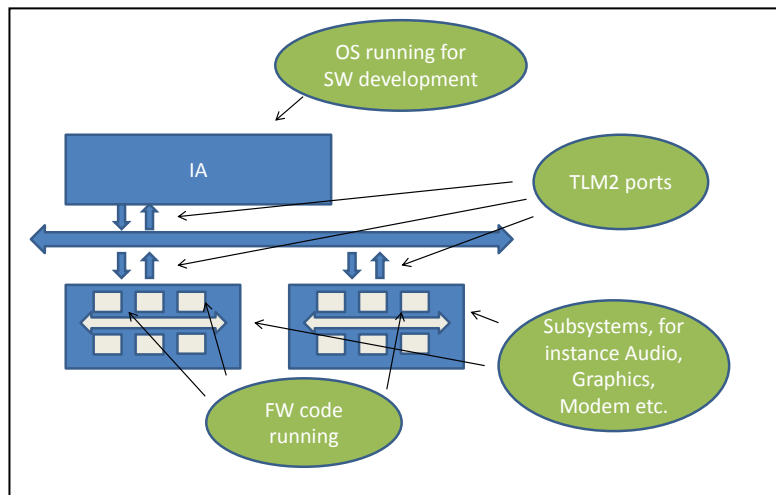 OS running for
SW development
IA
TLM2 ports
Subsystems, for
instance Audio,
Graphics,
Modem etc.
FW code
running